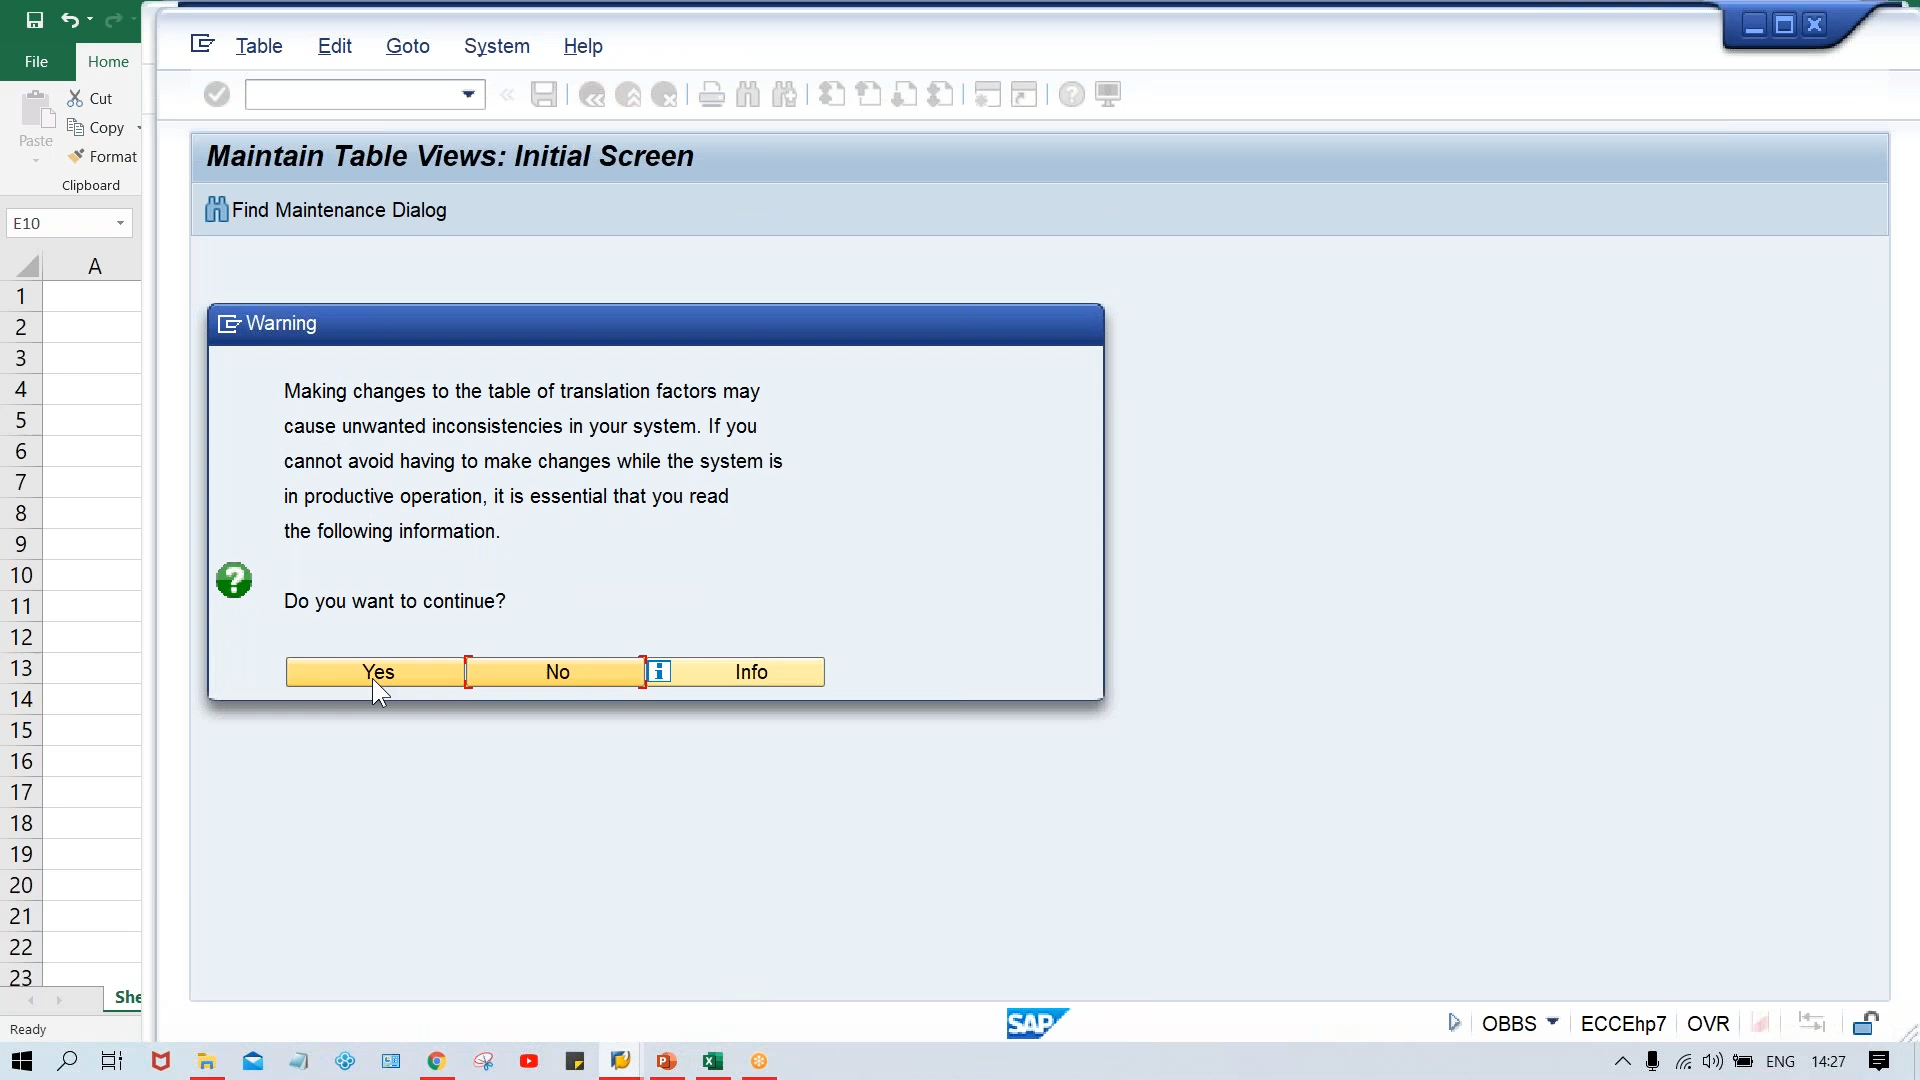 File
Home
Cut
Copy
Format
Paste
Clipboard
E10
A
1
2
3
4
5
6
7
8
9
10
11
12
13
14
15
16
17
18
19
20
21
22
23
She
Ready
Table Edit Goto System Help
Maintain Table Views: Initial Screen
Find Maintenance Dialog
Warning
Making changes to the table of translation factors may
cause unwanted inconsistencies in your system. If you
cannot avoid having to make changes while the system is
in productive operation, it is essential that you read
the following information.
Do you want to continue?
Yes No Info
SAP
OBBS ECCEhp7 OVR
ENG 14:27